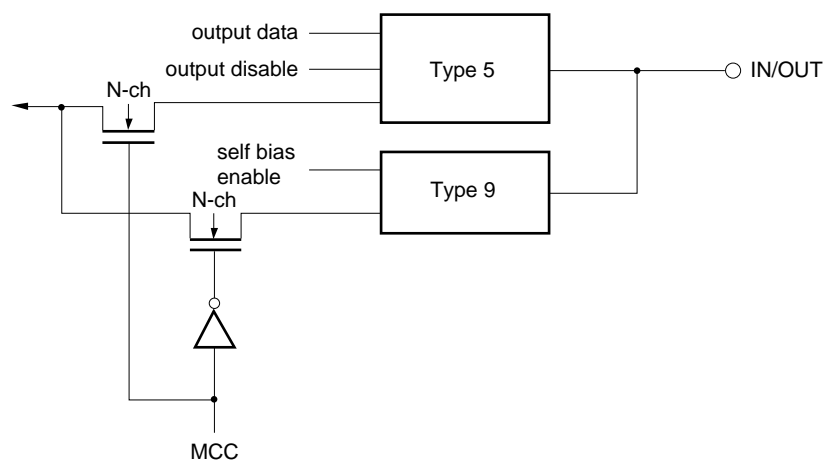 output data
output disable
Type 5
IN/OUT
N-ch
self bias
enable
Type 9
N-ch
MCC